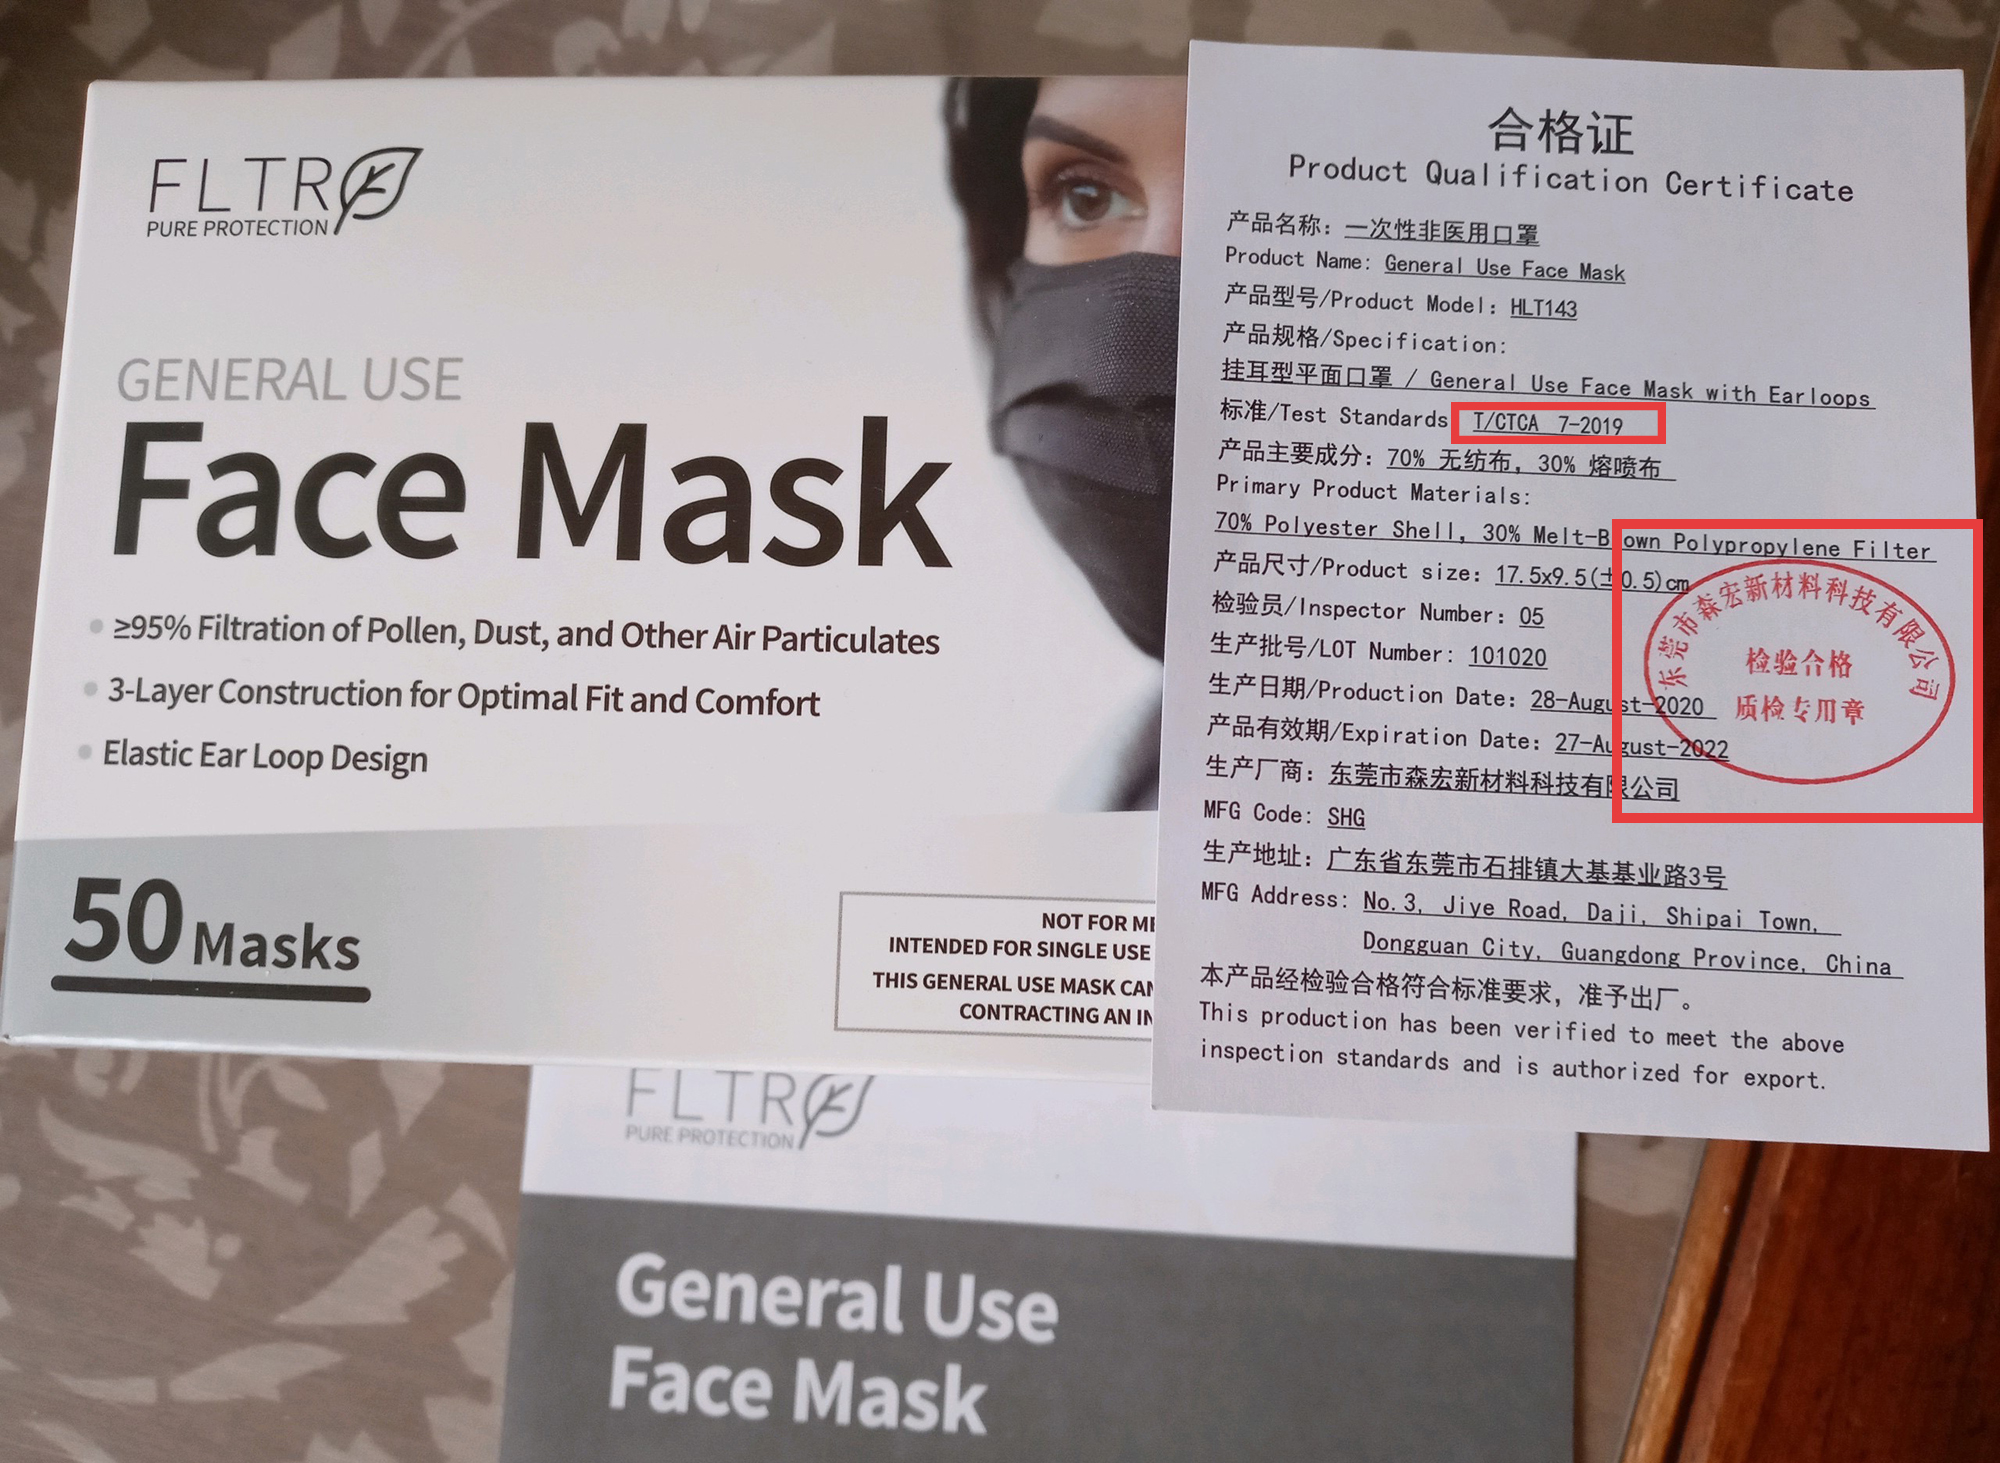 FLTR
PURE PROTECTION
GENERAL USE
Face Mask
≥95% Filtration of Pollen, Dust, and Other Air Particulates
3-Layer Construction for Optimal Fit and Comfort
Elastic Ear Loop Design
50 Masks
NOT FOR
INTENDED FOR SINGLE USE
THIS GENERAL USE MASK
CONTRACTING AN
合格证
Product Qualification Certificate
产品名称：一次性非医用口罩
Product Name: General Use Face Mask
产品型号/Product Model: HLT143
产品规格/Specification:
挂耳型平面口罩 / General Use Face Mask with Earloops
标准/Test Standards T/CTCA 7-2019
产品主要成分：70% 无纺布，30% 熔喷布
Primary Product Materials:
70% Polyester Shell, 30% Melt-Blown Polypropylene Filter
产品尺寸/Product size: 17.5x9.5(±0.5)cm
检验员/Inspector Number: 05
生产批号/LOT Number: 101020
生产日期/Production Date: 28-August-2020
产品有效期/Expiration Date: 27-August-2022
生产厂商：东莞市森宏新材料科技有限公司
MFG Code: SHG
生产地址：广东省东莞市石排镇大基基业路3号
MFG Address: No.3, Jiye Road, Daji, Shipai Town,
Dongguan City, Guangdong Province, China
本产品经检验合格符合标准要求，准予出厂。
This production has been verified to meet the above
inspection standards and is authorized for export.
东莞市森宏新材料科技有限公司
检验合格
质检专用章
FLTR
PURE PROTECTION
General Use
Face Mask